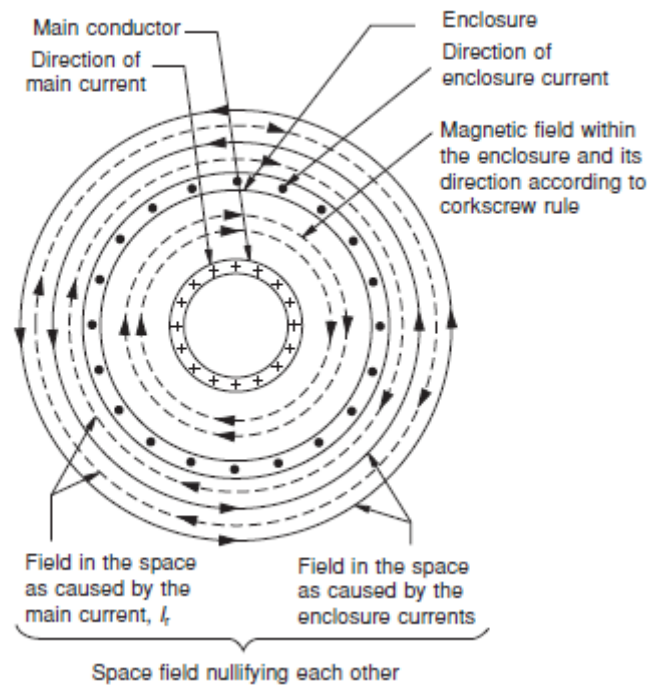 Main conductor
Direction of
main current
Enclosure
Direction of
enclosure current
Magnetic field within
the enclosure and its
direction according to
corkscrew rule
Field in the space
as caused by the
main current, Ir
Field in the space
as caused by the
enclosure currents
Space field nullifying each other